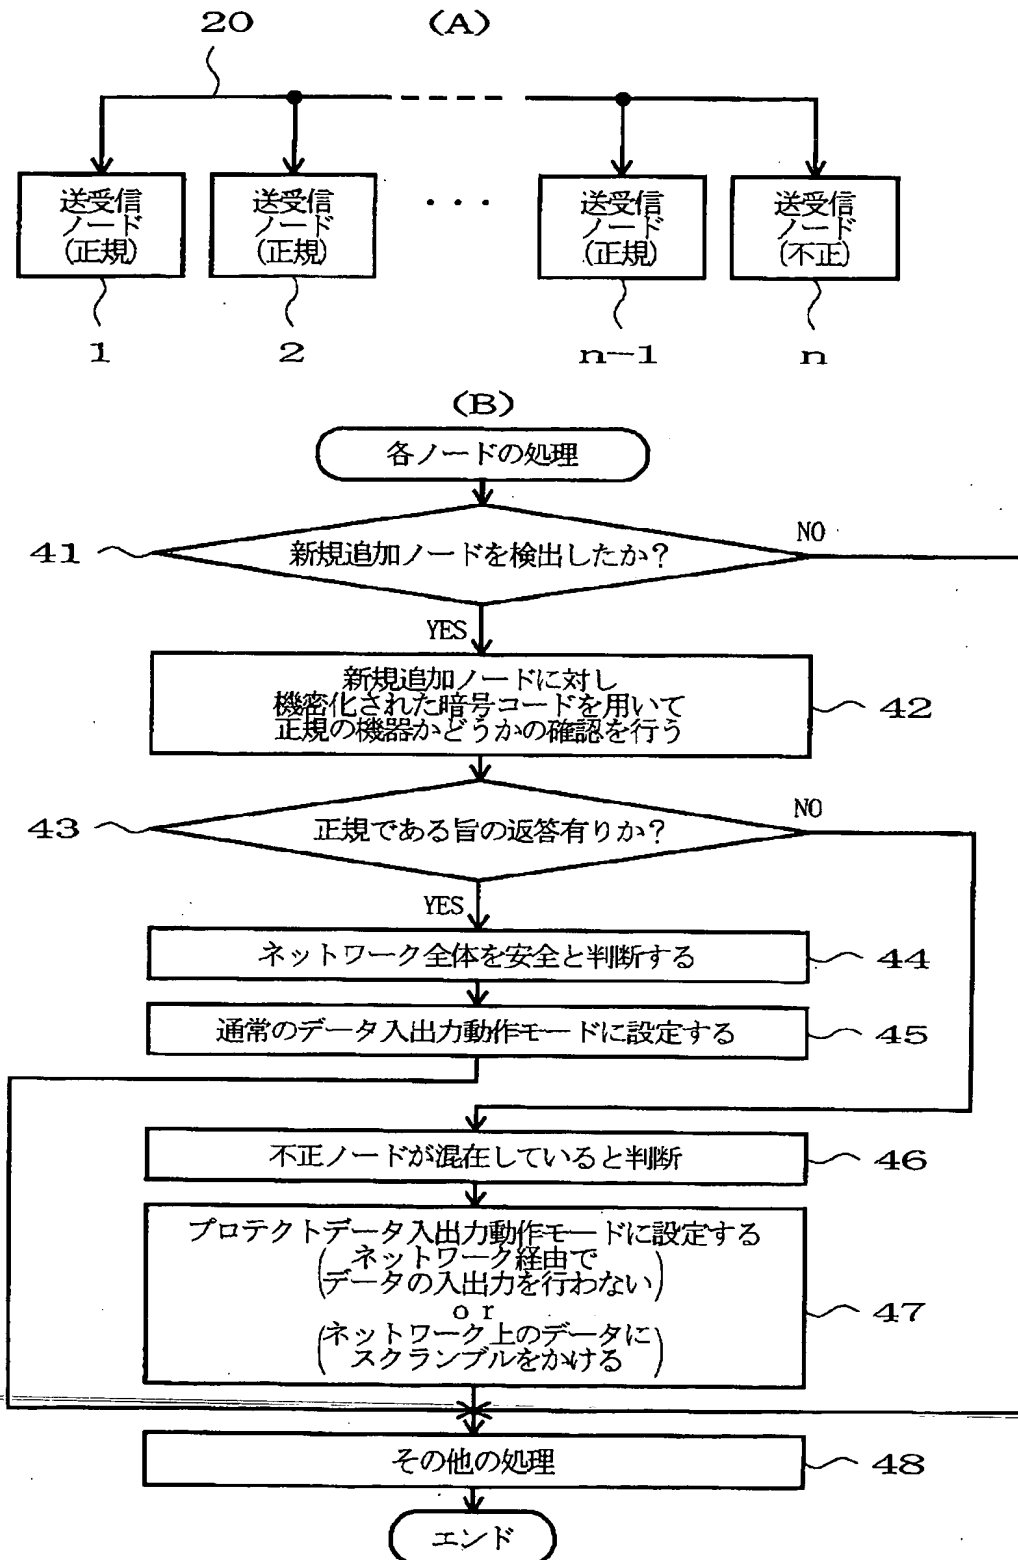 20
(A)
送受信
ノード
(正規)
送受信
ノード
(正規)
・・・
送受信
ノード
(正規)
送受信
ノード
(不正)
1
2
n-1
n
(B)
各ノードの処理
41
新規追加ノードを検出したか?
NO
YES
新規追加ノードに対し
機密化された暗号コードを用いて
正規の機器かどうかの確認を行う
42
43
正規である旨の返答有りか?
NO
YES
ネットワーク全体を安全と判断する
44
通常のデータ入出力動作モードに設定する
45
不正ノードが混在していると判断
46
プロテクトデータ入出力動作モードに設定する
(ネットワーク経由で
データの入出力を行わない)
or
(ネットワーク上のデータに
スクランブルをかける)
47
その他の処理
48
エンド